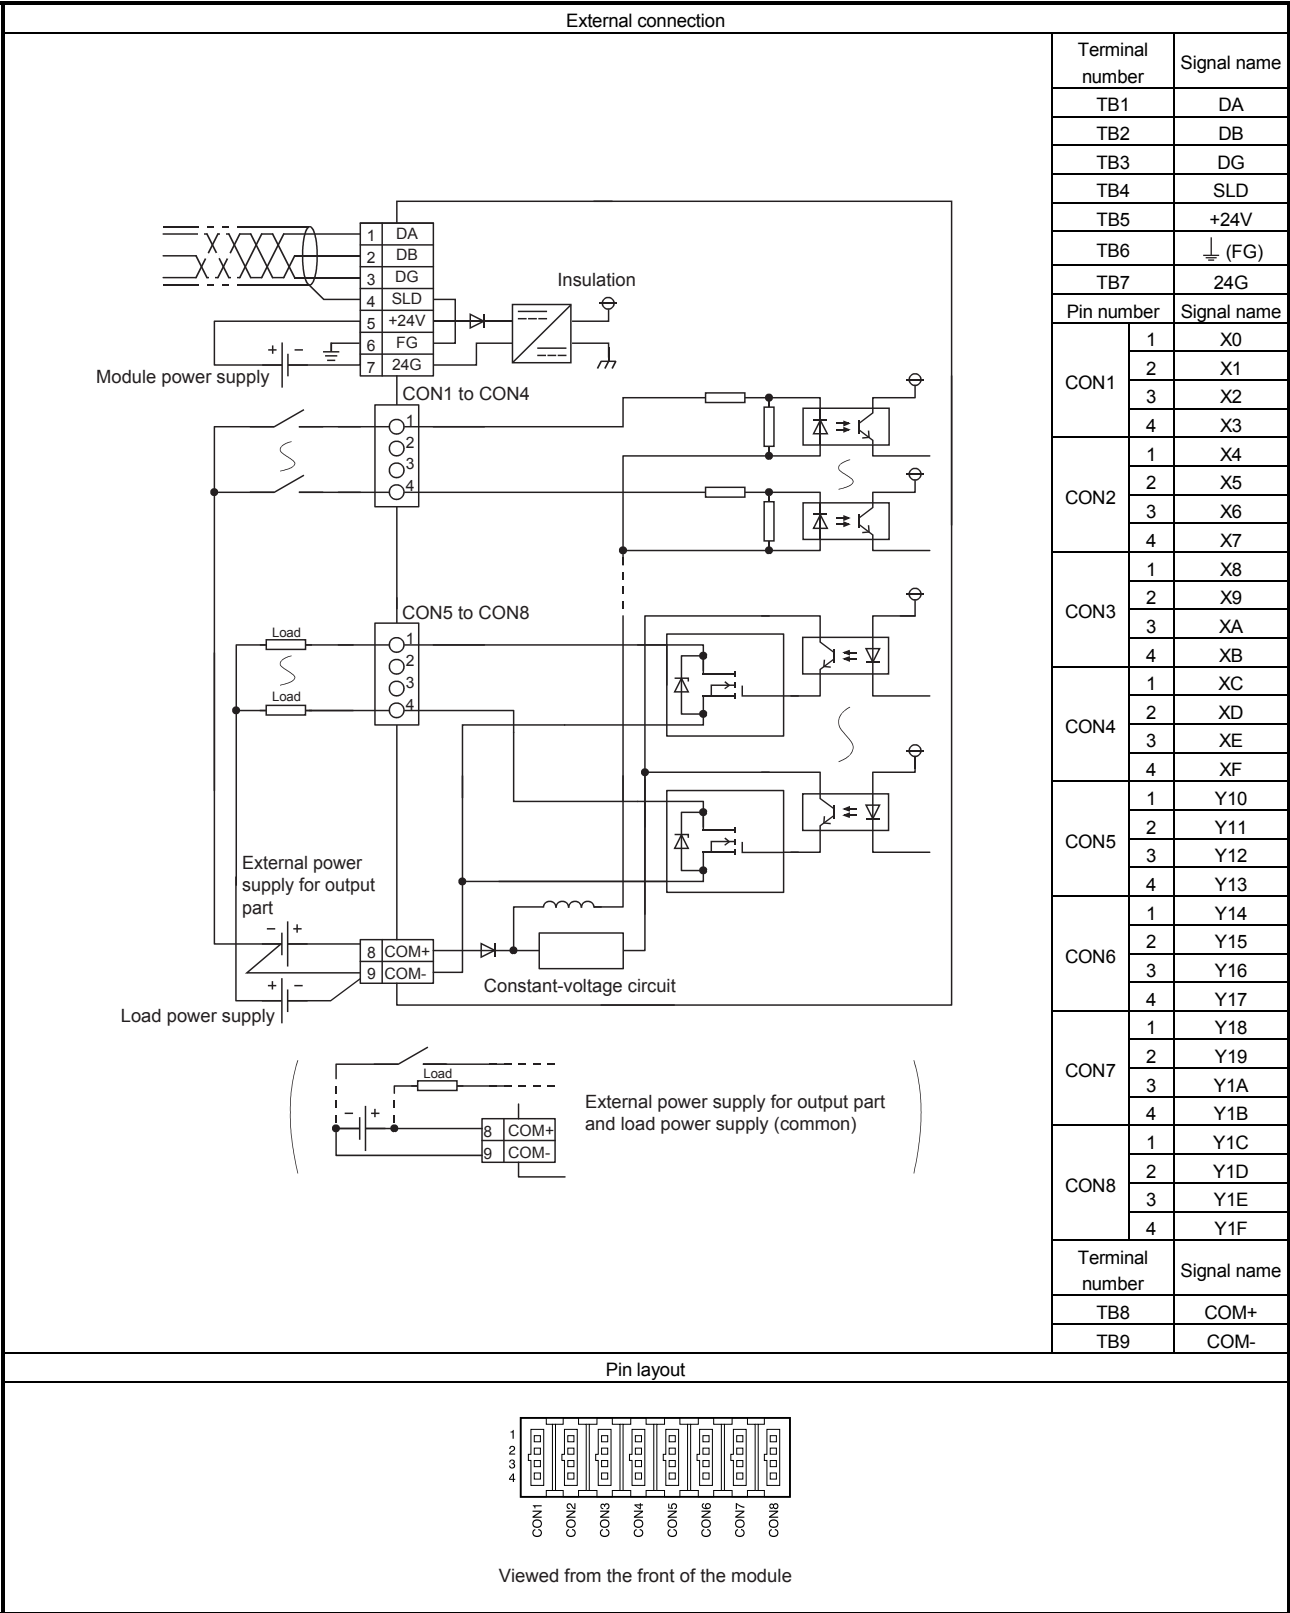 External connection
1 DA
2 DB
3 DG
4 SLD
5 +24V
6 FG
7 24G
Insulation
+ −
Module power supply
CON1 to CON4
1
2
3
4
CON5 to CON8
Load
1
2
3
Load
4
External power
supply for output
part
− +
8 COM+
9 COM-
Constant-voltage circuit
+ −
Load power supply
Load
− +
8 COM+
9 COM-
External power supply for output part
and load power supply (common)
Terminal
number
Signal name
TB1 DA
TB2 DB
TB3 DG
TB4 SLD
TB5 +24V
TB6 (FG)
TB7 24G
Pin number Signal name
CON1
1 X0
2 X1
3 X2
4 X3
CON2
1 X4
2 X5
3 X6
4 X7
CON3
1 X8
2 X9
3 XA
4 XB
CON4
1 XC
2 XD
3 XE
4 XF
CON5
1 Y10
2 Y11
3 Y12
4 Y13
CON6
1 Y14
2 Y15
3 Y16
4 Y17
CON7
1 Y18
2 Y19
3 Y1A
4 Y1B
CON8
1 Y1C
2 Y1D
3 Y1E
4 Y1F
Terminal
number
Signal name
TB8 COM+
TB9 COM-
Pin layout
1
2
3
4
CON1
CON2
CON3
CON4
CON5
CON6
CON7
CON8
Viewed from the front of the module